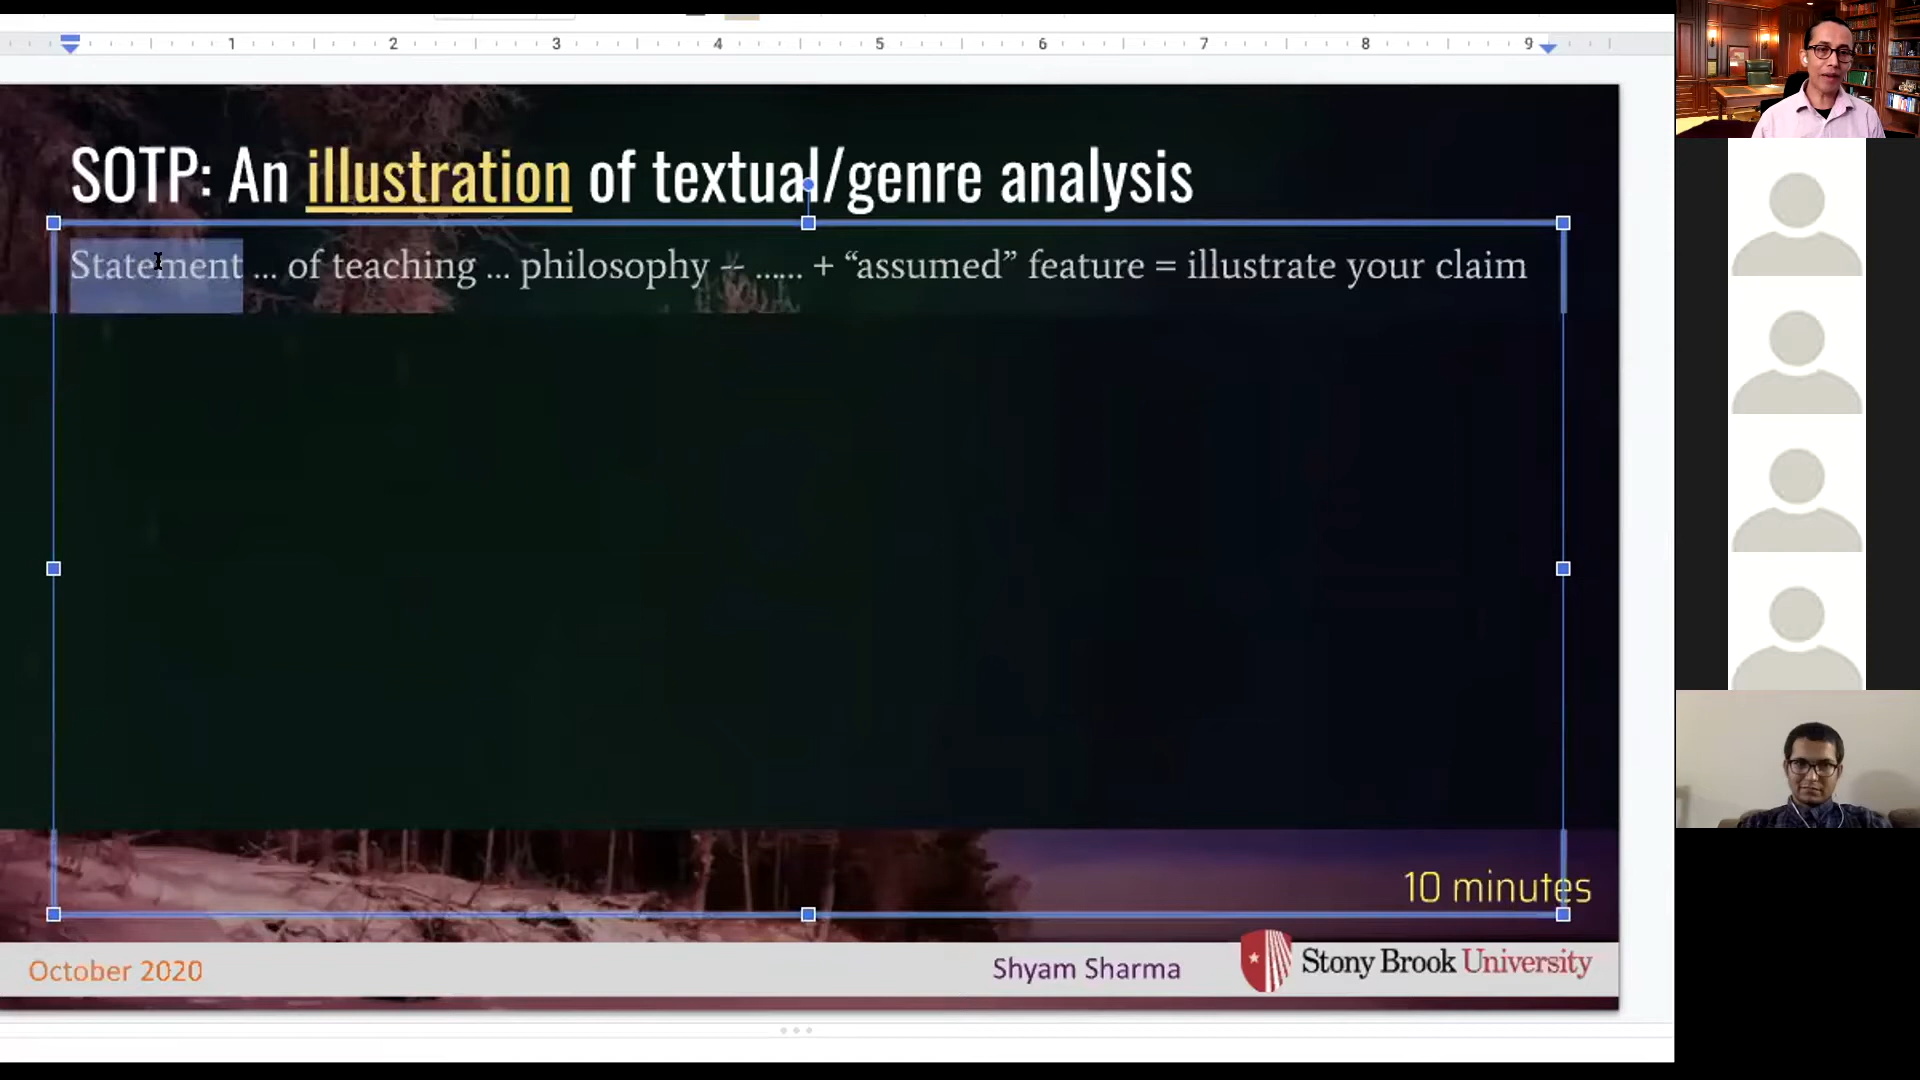 1 2 3 4 5 6 7 8 9
SOTP: An illustration of textual/genre analysis
Statement ... of teaching ... philosophy -- ...... + “assumed” feature = illustrate your claim
10 minutes
October 2020
Shyam Sharma
Stony Brook University